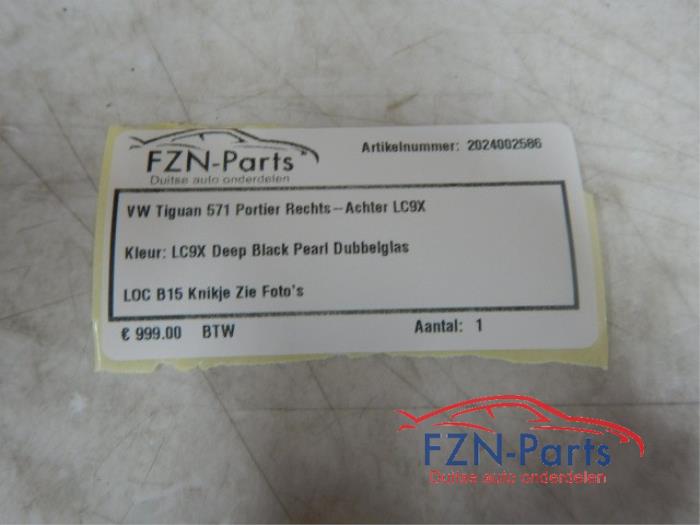 FZN-Parts
Duitse auto onderdelen
Artikelnummer: 2024002586
VW Tiguan 571 Portier Rechts-Achter LC9X
Kleur: LC9X Deep Black Pearl Dubbelglas
LOC B15 Knikje Zie Foto's
€ 999.00 BTW
Aantal: 1
FZN-Parts
Duitse auto onderdelen